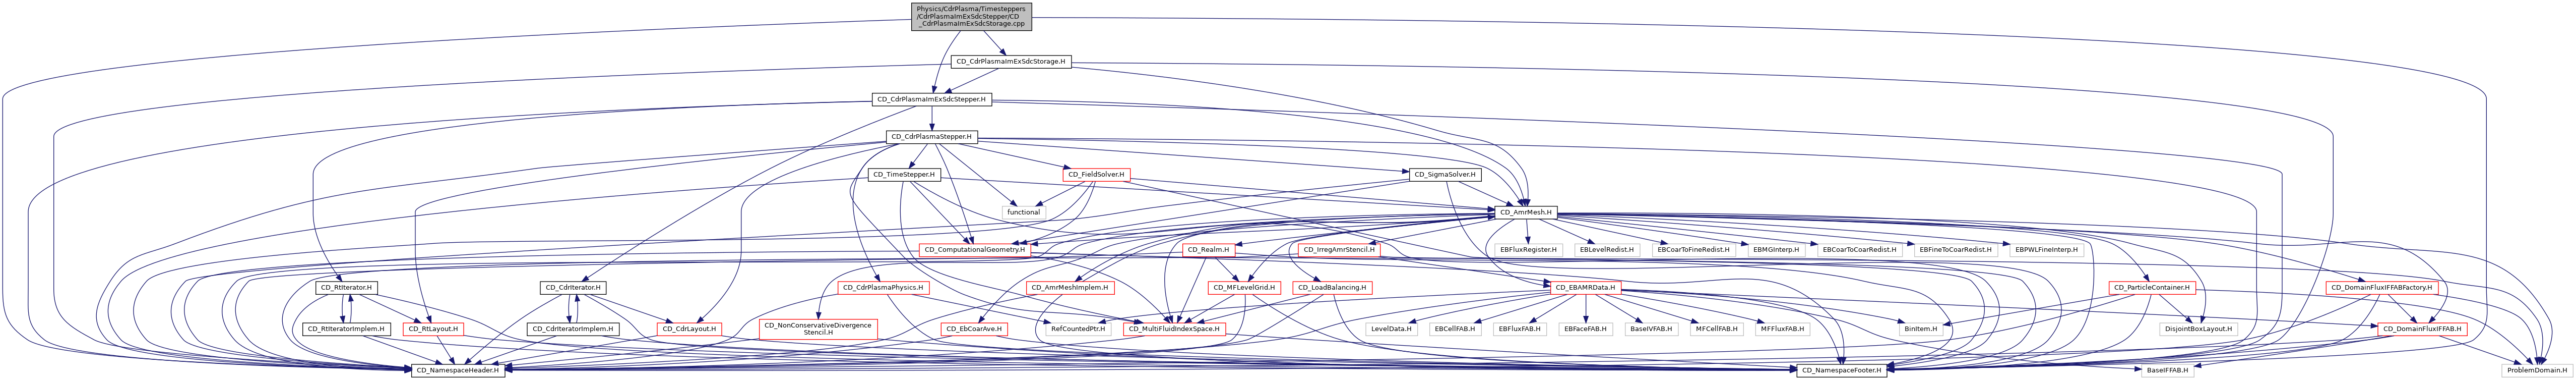 Physics/CdrPlasma/Timesteppers
/CdrPlasmaImExSdcStepper/CD
_CdrPlasmaImExSdcStorage.cpp
CD_CdrPlasmaImExSdcStorage.H
CD_CdrPlasmaImExSdcStepper.H
CD_CdrPlasmaStepper.H
CD_TimeStepper.H
CD_FieldSolver.H
CD_SigmaSolver.H
functional
CD_AmrMesh.H
CD_ComputationalGeometry.H
CD_Realm.H
CD_IrregAmrStencil.H
EBFluxRegister.H
EBLevelRedist.H
EBCoarToFineRedist.H
EBMGInterp.H
EBCoarToCoarRedist.H
EBFineToCoarRedist.H
EBPWLFineInterp.H
CD_RtIterator.H
CD_CdrIterator.H
CD_CdrPlasmaPhysics.H
CD_AmrMeshImplem.H
CD_MFLevelGrid.H
CD_LoadBalancing.H
CD_EBAMRData.H
CD_ParticleContainer.H
CD_DomainFluxIFFABFactory.H
CD_RtIteratorImplem.H
CD_RtLayout.H
CD_CdrIteratorImplem.H
CD_CdrLayout.H
CD_NonConservativeDivergence
Stencil.H
CD_EbCoarAve.H
RefCountedPtr.H
CD_MultiFluidIndexSpace.H
LevelData.H
EBCellFAB.H
EBFluxFAB.H
EBFaceFAB.H
BaseIVFAB.H
MFCellFAB.H
MFFluxFAB.H
BinItem.H
DisjointBoxLayout.H
CD_DomainFluxIFFAB.H
CD_NamespaceHeader.H
CD_NamespaceFooter.H
BaseIFFAB.H
ProblemDomain.H